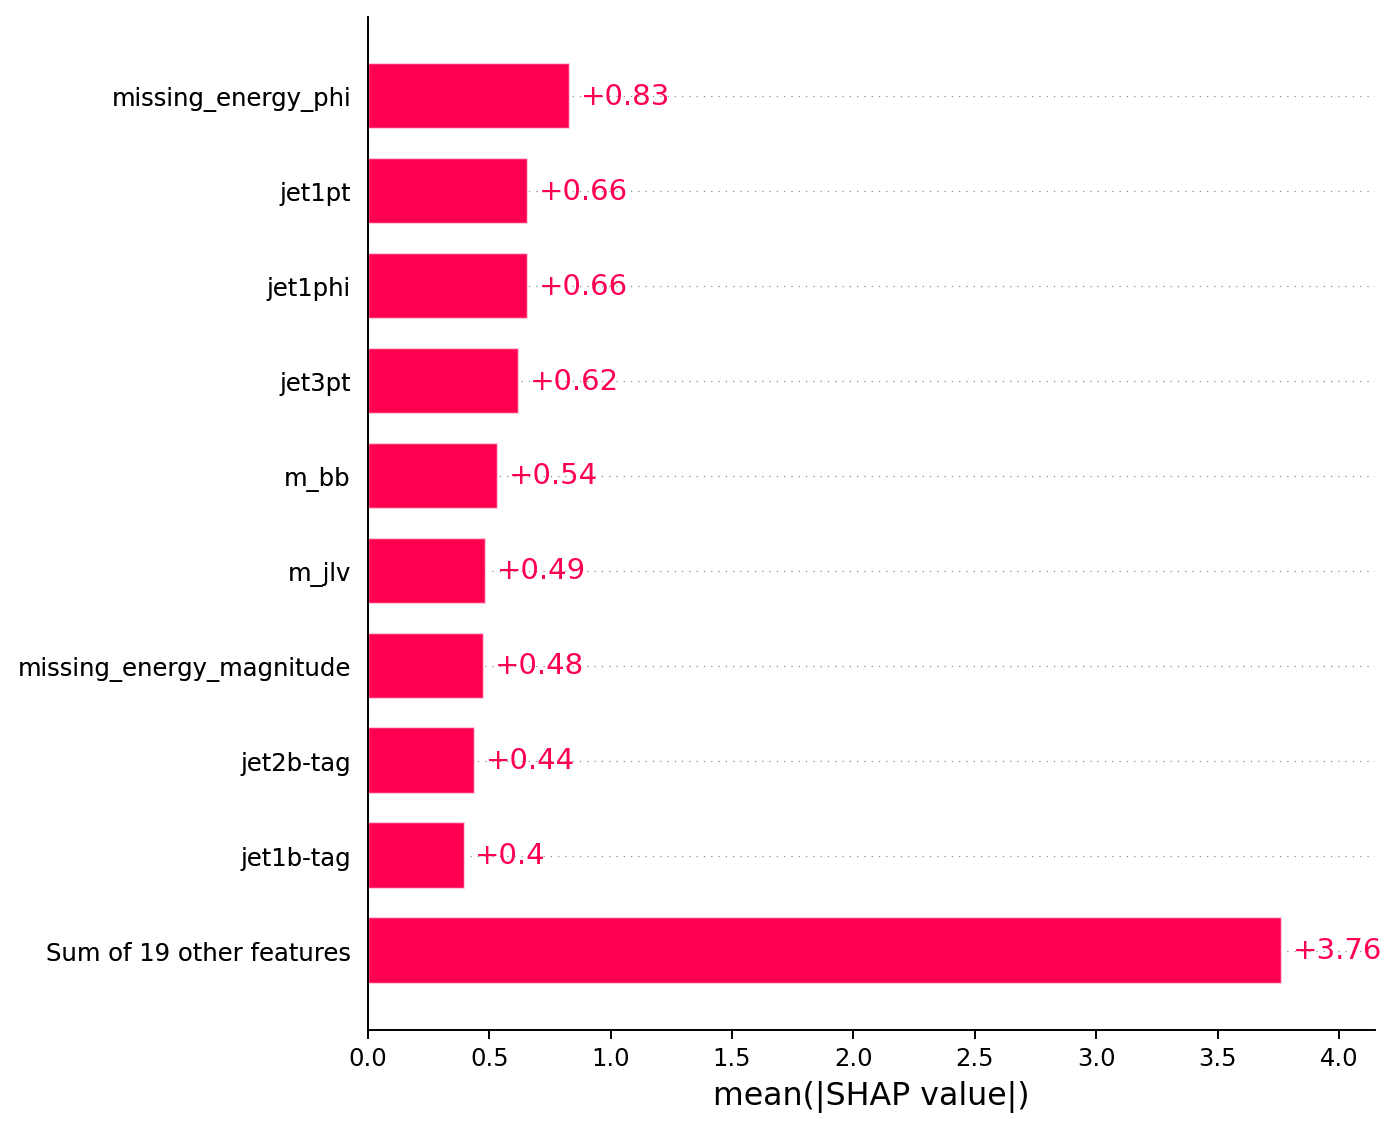 missing_energy_phi +0.83
jet1pt +0.66
jet1phi +0.66
jet3pt +0.62
m_bb +0.54
m_jlv +0.49
missing_energy_magnitude +0.48
jet2b-tag +0.44
jet1b-tag +0.4
Sum of 19 other features +3.76
0.0 0.5 1.0 1.5 2.0 2.5 3.0 3.5 4.0
mean(|SHAP value|)